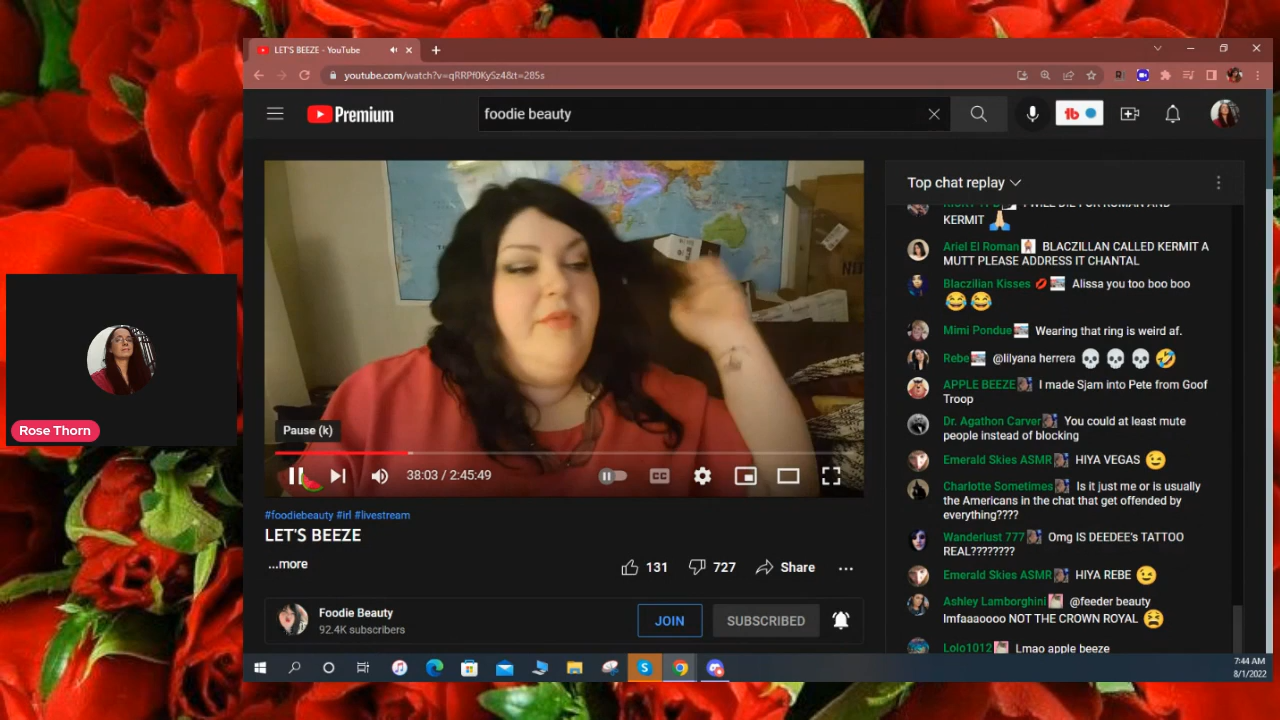 LET'S BEEZE - YouTube
youtube.com/watch?v=qRRPf0KySz4&t=285s
Premium
foodie beauty
Top chat replay
KERMIT
Ariel El Roman BLACZILLAN CALLED KERMIT A
MUTT PLEASE ADDRESS IT CHANTAL
Blaczilian Kisses Alissa you too boo boo
Mimi Pondue Wearing that ring is weird af.
Rebe @lilyana herrera
APPLE BEEZE I made Sjam into Pete from Goof
Troop
Dr. Agathon Carver You could at least mute
people instead of blocking
Emerald Skies ASMR HIYA VEGAS
Charlotte Sometimes Is it just me or is usually
the Americans in the chat that get offended by
everything????
Wanderlust 777 Omg IS DEEDEE's TATTOO
REAL????????
Emerald Skies ASMR HIYA REBE
Ashley Lamborghini @feeder beauty
lmfaaaoooo NOT THE CROWN ROYAL
Lolo1012 Lmao apple beeze
Rose Thorn
Pause (k)
38:03 / 2:45:49
CC
#foodiebeauty #irl #livestream
LET'S BEEZE
...more
131
727
Share
Foodie Beauty
92.4K subscribers
JOIN
SUBSCRIBED
7:44 AM
8/1/2022